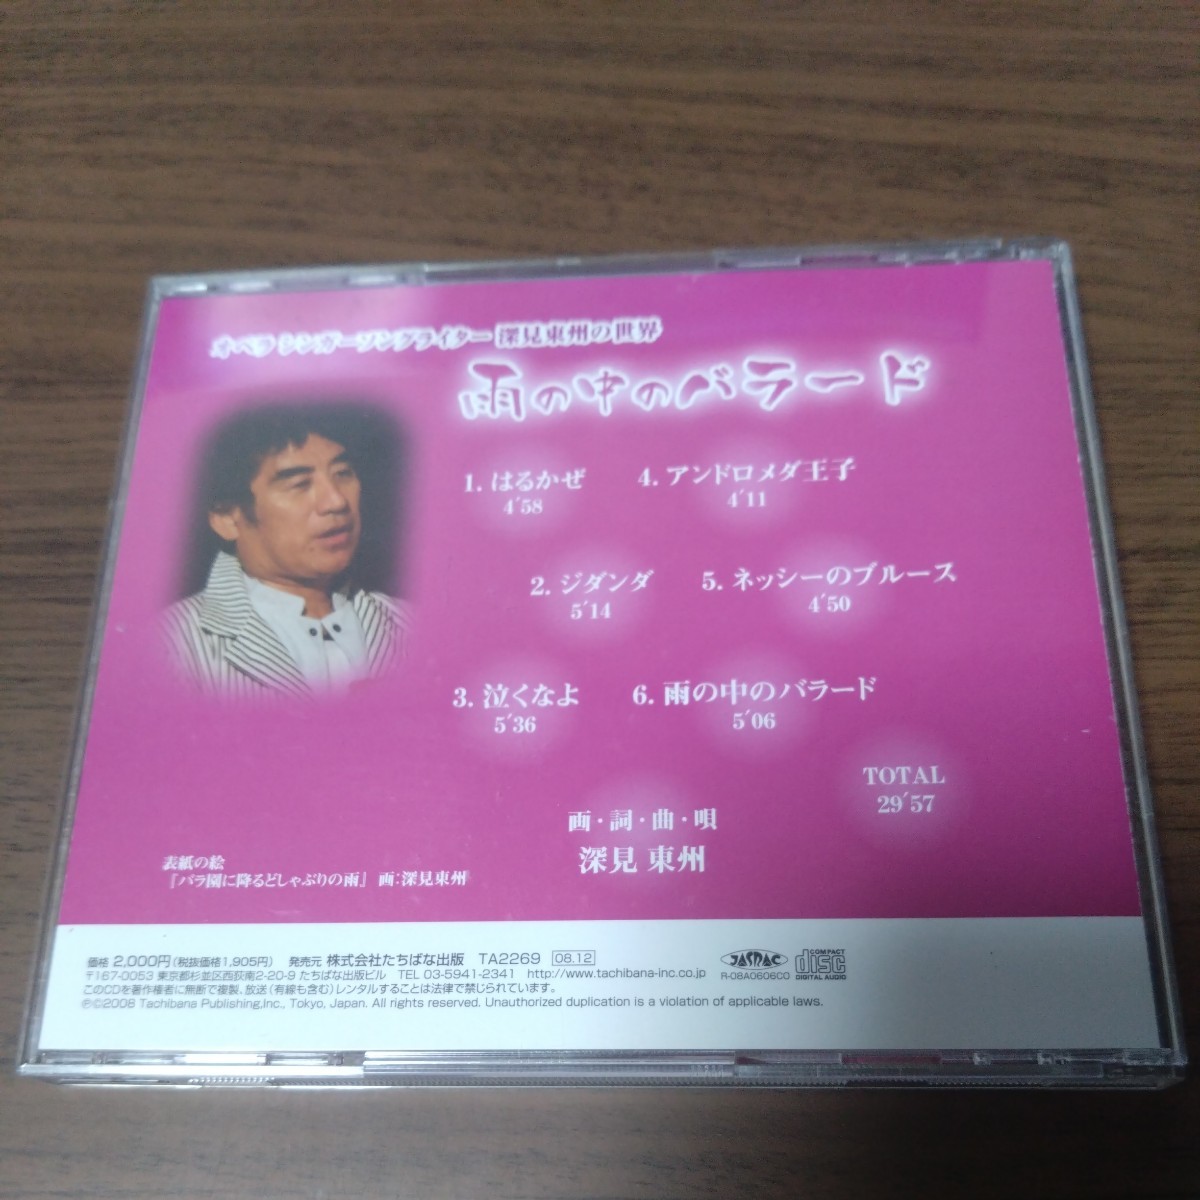 オペラ シンガーソングライター 深見東州の世界
雨の中のバラード
1. はるかぜ
4´58
2. ジダンダ
5´14
3. 泣くなよ
5´36
4. アンドロメダ王子
4´11
5. ネッシーのブルース
4´50
6. 雨の中のバラード
5´06
TOTAL
29´57
画・詞・曲・唄
深見 東州
表紙の絵
『バラ園に降るどしゃぶりの雨』 画：深見東州
価格 2,000円（税抜価格1,905円） 発売元 株式会社たちばな出版 TA2269 08.12
〒167-0053 東京都杉並区西荻南2-20-9 たちばな出版ビル TEL 03-5941-2341 http://www.tachibana-inc.co.jp
このCDを著作権者に無断で複製、放送（有線も含む）レンタルすることは法律で禁じられています。
℗©2008 Tachibana Publishing,Inc., Tokyo, Japan. All rights reserved. Unauthorized duplication is a violation of applicable laws.
JASRAC
R-08A0606CO
COMPACT
disc
DIGITAL AUDIO